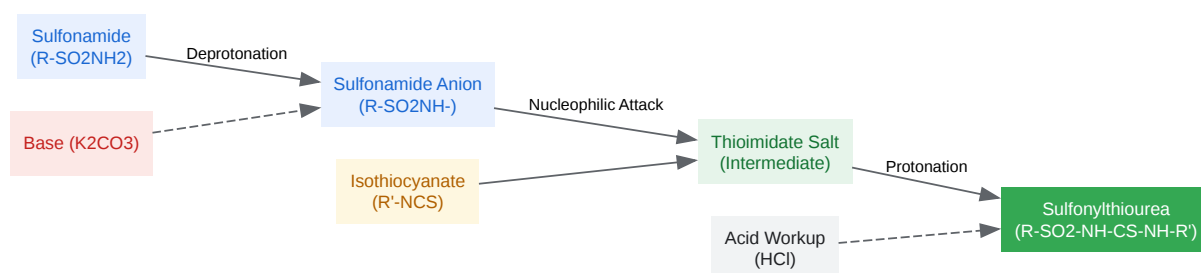 Sulfonamide
(R-SO2NH2)
Deprotonation
Base (K2CO3)
Sulfonamide Anion
(R-SO2NH-)
Nucleophilic Attack
Isothiocyanate
(R'-NCS)
Thioimidate Salt
(Intermediate)
Protonation
Acid Workup
(HCl)
Sulfonylthiourea
(R-SO2-NH-CS-NH-R')